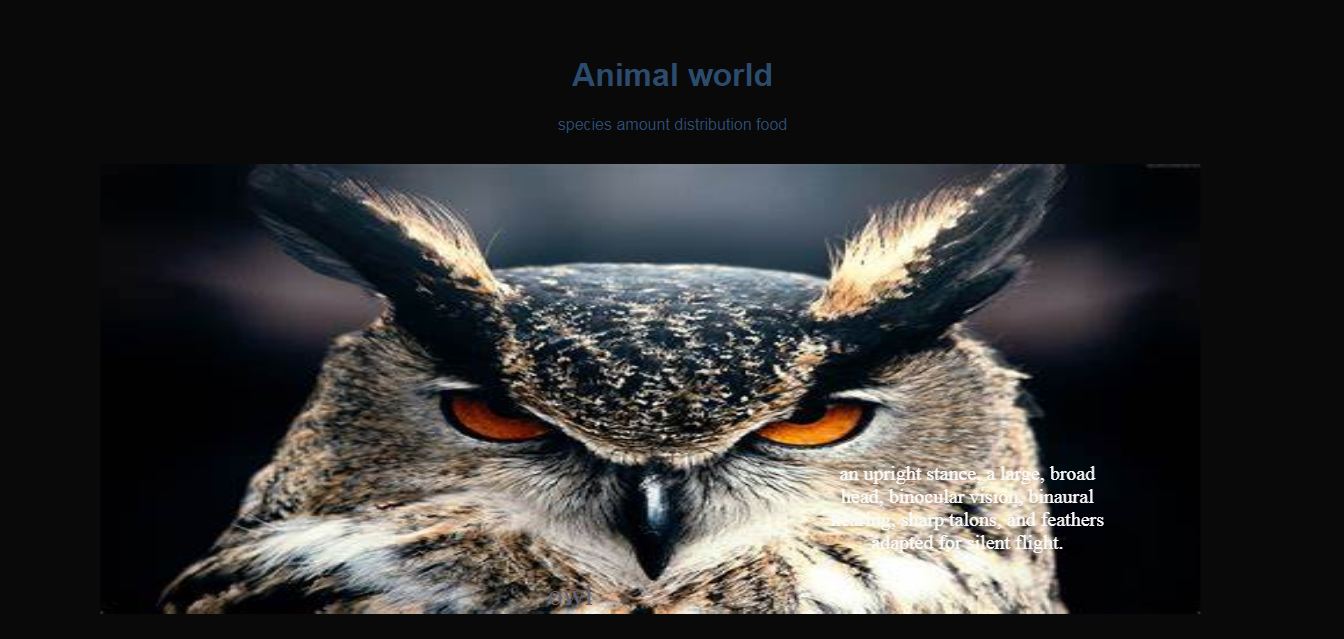 Animal world
species amount distribution food
an upright stance, a large, broad
head, binocular vision, binaural
hearing, sharp talons, and feathers
adapted for silent flight.
owl